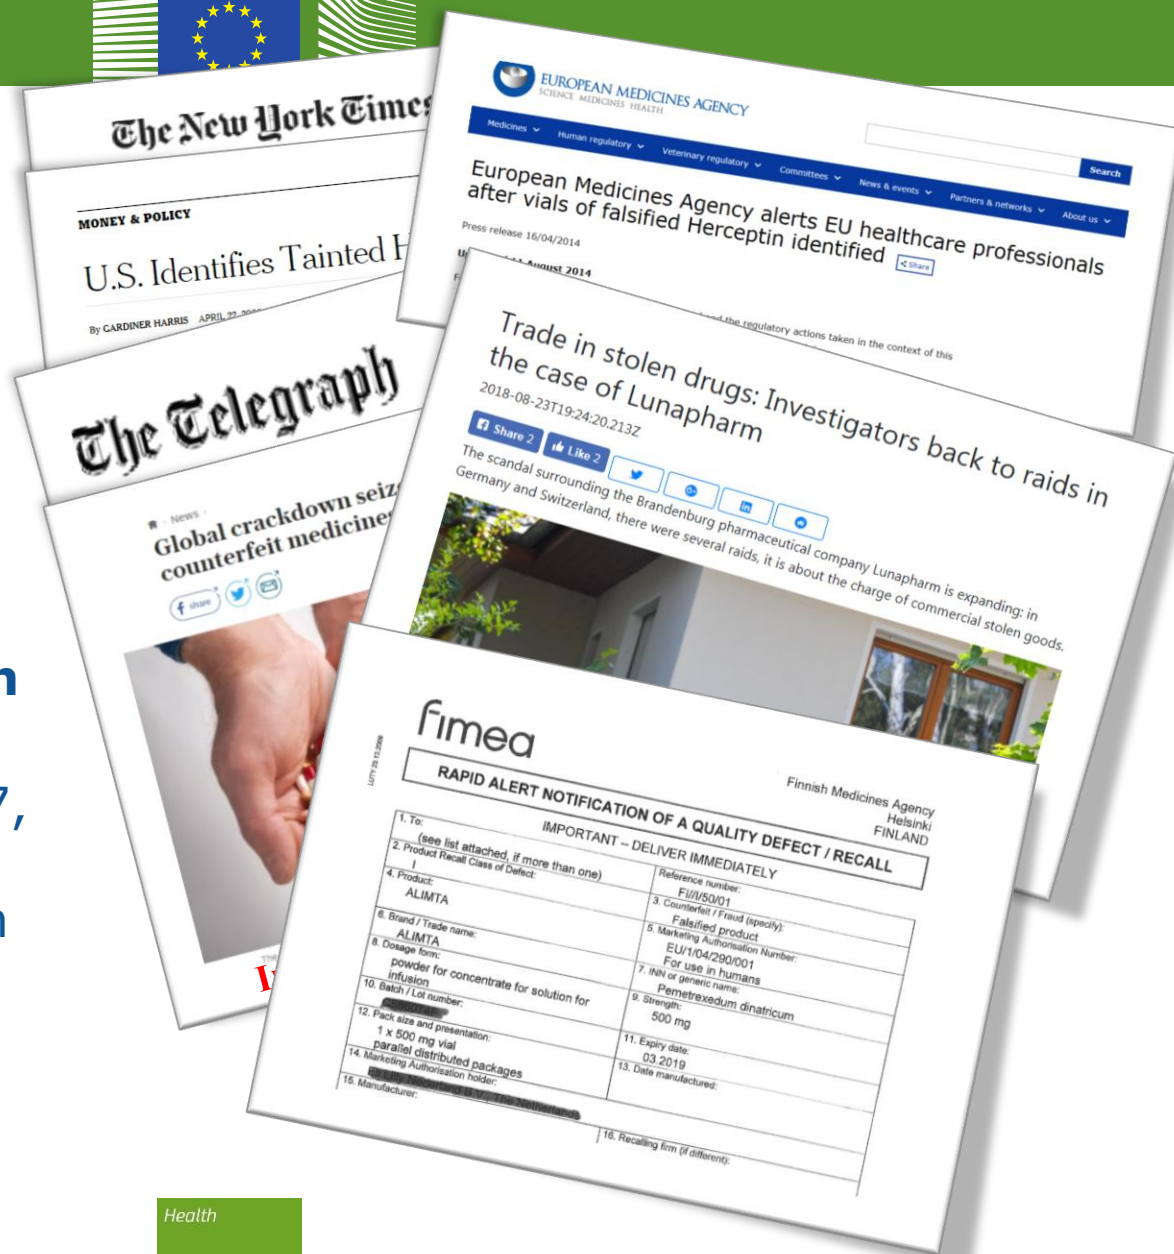 The New York Times
MONEY & POLICY
U.S. Identifies Tainted H
By GARDINER HARRIS APRIL 22,
EUROPEAN MEDICINES AGENCY
SCIENCE MEDICINES HEALTH
Search
Medicines Human regulatory Veterinary regulatory Committees News & events Partners & networks About us
European Medicines Agency alerts EU healthcare professionals
after vials of falsified Herceptin identified Share
Press release 16/04/2014
August 2014
and the regulatory actions taken in the context of this
The Telegraph
News
Global crackdown seiz
counterfeit medicines
share
Trade in stolen drugs: Investigators back to raids in
the case of Lunapharm
2018-08-23T19:24:20.213Z
Share 2 Like 2
The scandal surrounding the Brandenburg pharmaceutical company Lunapharm is expanding: in
Germany and Switzerland, there were several raids, it is about the charge of commercial stolen goods.
n
7,
n
The
fimea
Finnish Medicines Agency
Helsinki
FINLAND
RAPID ALERT NOTIFICATION OF A QUALITY DEFECT / RECALL
IMPORTANT – DELIVER IMMEDIATELY
1. To:
(see list attached, if more than one)
Reference number:
FI/I/50/01
2. Product Recall Class of Defect:
I
3. Counterfeit / Fraud (specify):
Falsified product
4. Product:
ALIMTA
5. Marketing Authorisation Number:
EU/1/04/290/001
For use in humans
6. Brand / Trade name:
ALIMTA
7. INN or generic name:
Pemetrexedum dinatricum
8. Dosage form:
powder for concentrate for solution for
infusion
9. Strength:
500 mg
10. Batch / Lot number:
11. Expiry date:
03.2019
12. Pack size and presentation:
1 x 500 mg vial
parallel distributed packages
13. Date manufactured:
14. Marketing Authorisation holder:
15. Manufacturer:
16. Recalling firm (if different):
Health